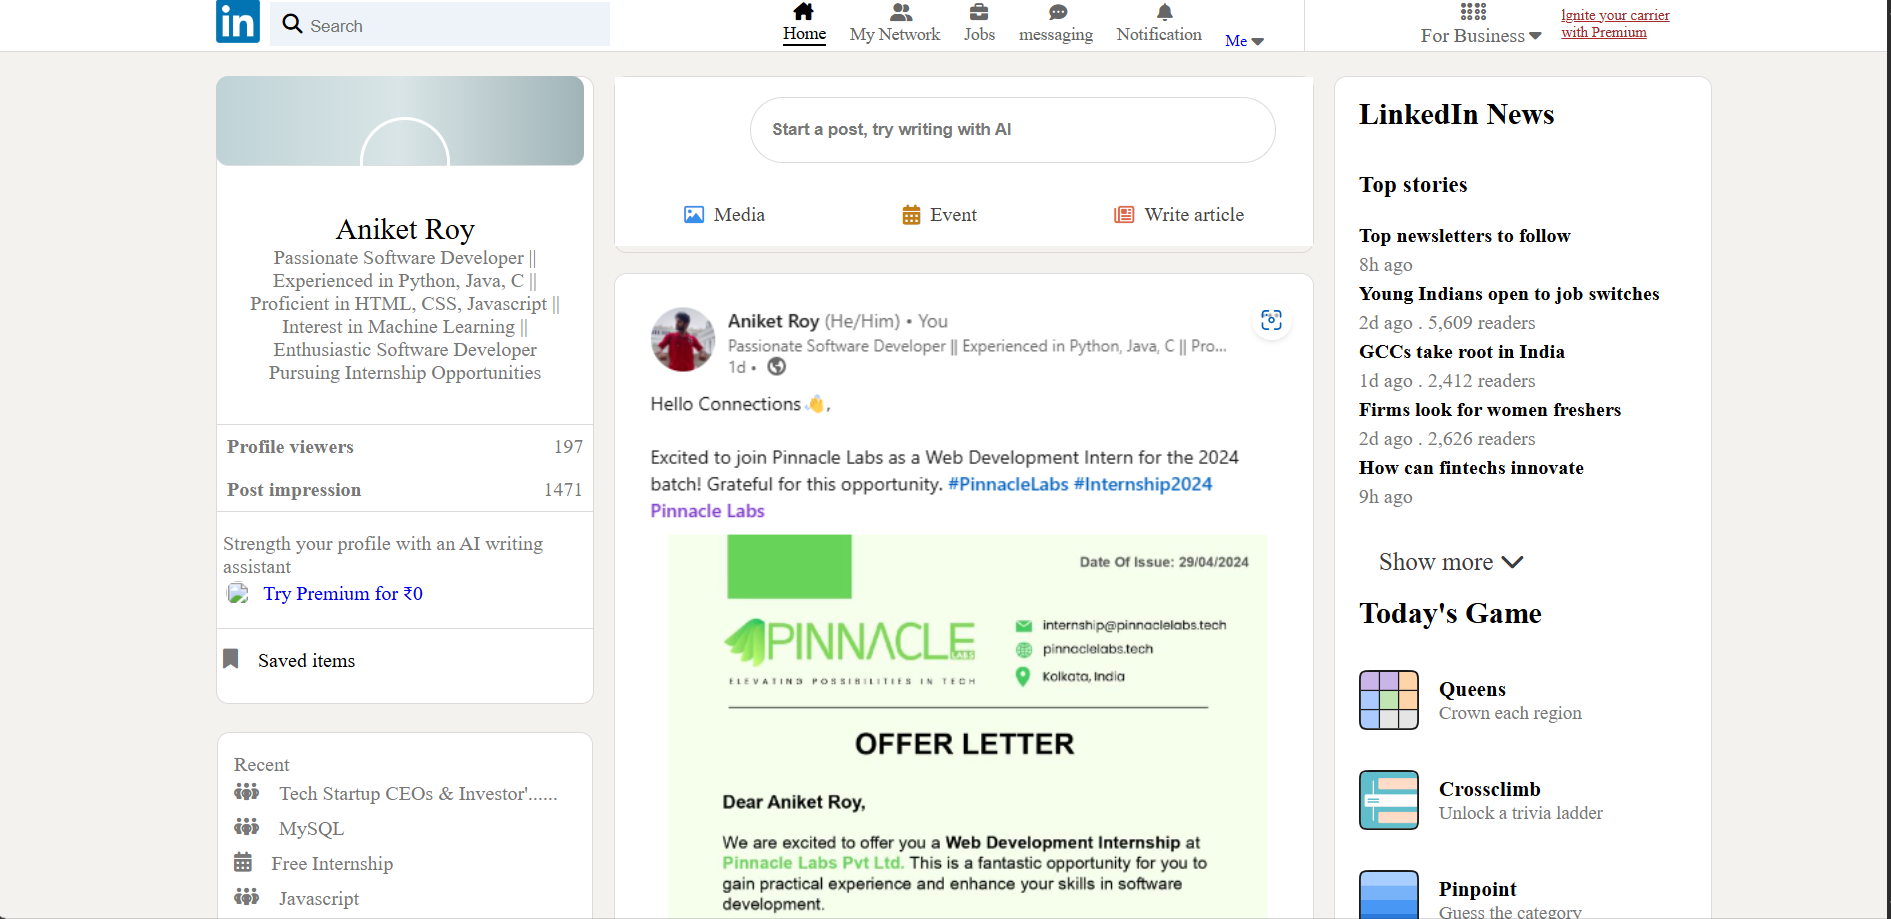 in
Search
Home
My Network
Jobs
messaging
Notification
Me
For Business
Ignite your carrier
with Premium
Aniket Roy
Passionate Software Developer ||
Experienced in Python, Java, C ||
Proficient in HTML, CSS, Javascript ||
Interest in Machine Learning ||
Enthusiastic Software Developer
Pursuing Internship Opportunities
Profile viewers 197
Post impression 1471
Strength your profile with an AI writing
assistant
Try Premium for ₹0
Saved items
Recent
Tech Startup CEOs & Investor'......
MySQL
Free Internship
Javascript
Start a post, try writing with AI
Media
Event
Write article
Aniket Roy (He/Him) • You
Passionate Software Developer || Experienced in Python, Java, C || Pro...
1d •
Hello Connections 👋,
Excited to join Pinnacle Labs as a Web Development Intern for the 2024
batch! Grateful for this opportunity. #PinnacleLabs #Internship2024
Pinnacle Labs
Date Of Issue: 29/04/2024
PINNACLE
LABS
ELEVATING POSSIBILITIES IN TECH
internship@pinnaclelabs.tech
pinnaclelabs.tech
Kolkata, India
OFFER LETTER
Dear Aniket Roy,
We are excited to offer you a Web Development Internship at
Pinnacle Labs Pvt Ltd. This is a fantastic opportunity for you to
gain practical experience and enhance your skills in software
development.
LinkedIn News
Top stories
Top newsletters to follow
8h ago
Young Indians open to job switches
2d ago . 5,609 readers
GCCs take root in India
1d ago . 2,412 readers
Firms look for women freshers
2d ago . 2,626 readers
How can fintechs innovate
9h ago
Show more
Today's Game
Queens
Crown each region
Crossclimb
Unlock a trivia ladder
Pinpoint
Guess the category